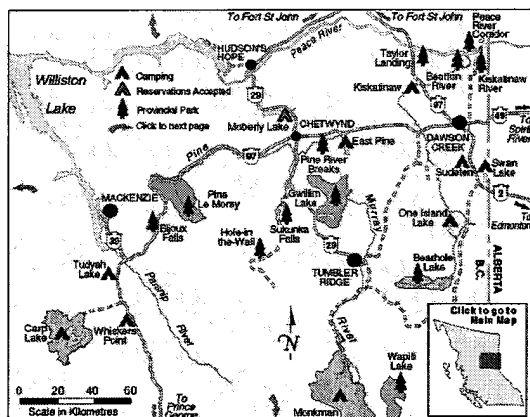 To Fort St John
To Fort St John
Peace
River
Corador
HUDSON'S
HOPE
Peace River
Taylor
Landing
Beatton
River
Kiskatinaw
River
Kiskatinaw
Williston
Lake
Camping
Reservations Accepted
Provincial Park
Click to next page
29
97
49
To
Spirit
River
Moberly Lake
CHETWYND
DAWSON
CREEK
Pine
97
East Pine
Pine River
Breaks
Sudeten
Swan
Lake
2
To
Edmonton
MACKENZIE
Pine
Le Moray
Gwillim
Lake
Murray
One Island
Lake
Bijoux
Falls
Sukunka
Falls
Hole-in-
the-Wall
29
39
TUMBLER
RIDGE
Bearhole
Lake
ALBERTA
B.C.
Tudyah
Lake
Parsnip
River
River
N
Carp
Lake
Whiskers
Point
Wapiti
Lake
Click to go to
Main Map
0 20 40 60
Scale in Kilometres
To
Prince
George
Monkman